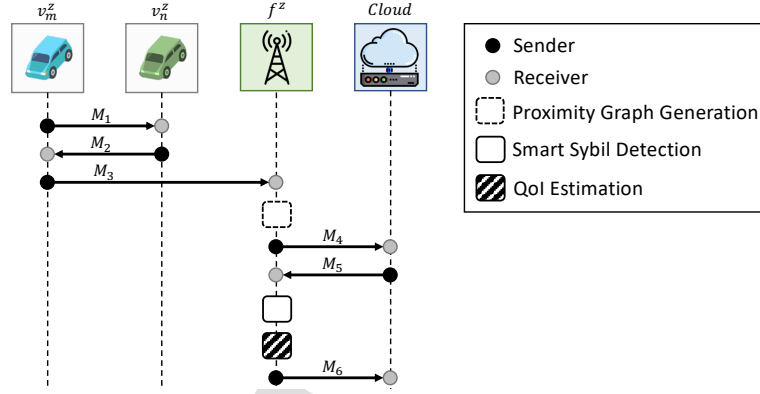 v_m^z v_n^z f^z Cloud
M_1
M_2
M_3
M_4
M_5
M_6
Sender
Receiver
Proximity Graph Generation
Smart Sybil Detection
QoI Estimation